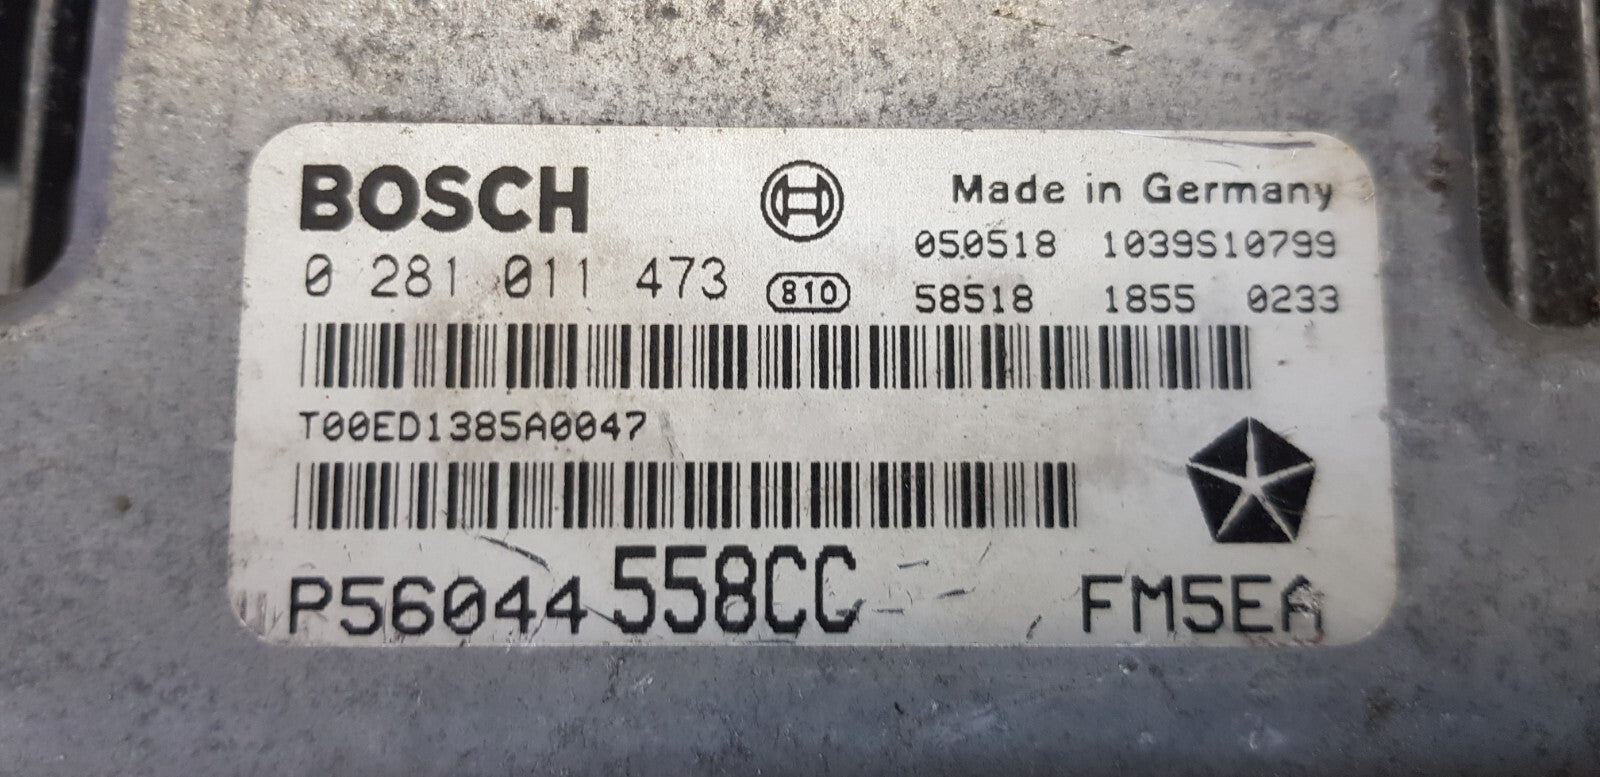 BOSCH
Made in Germany
0 281 011 473
810
050518 1039S10799
58518 1855 0233
T00ED1385A0047
P56044558CC
FM5EA